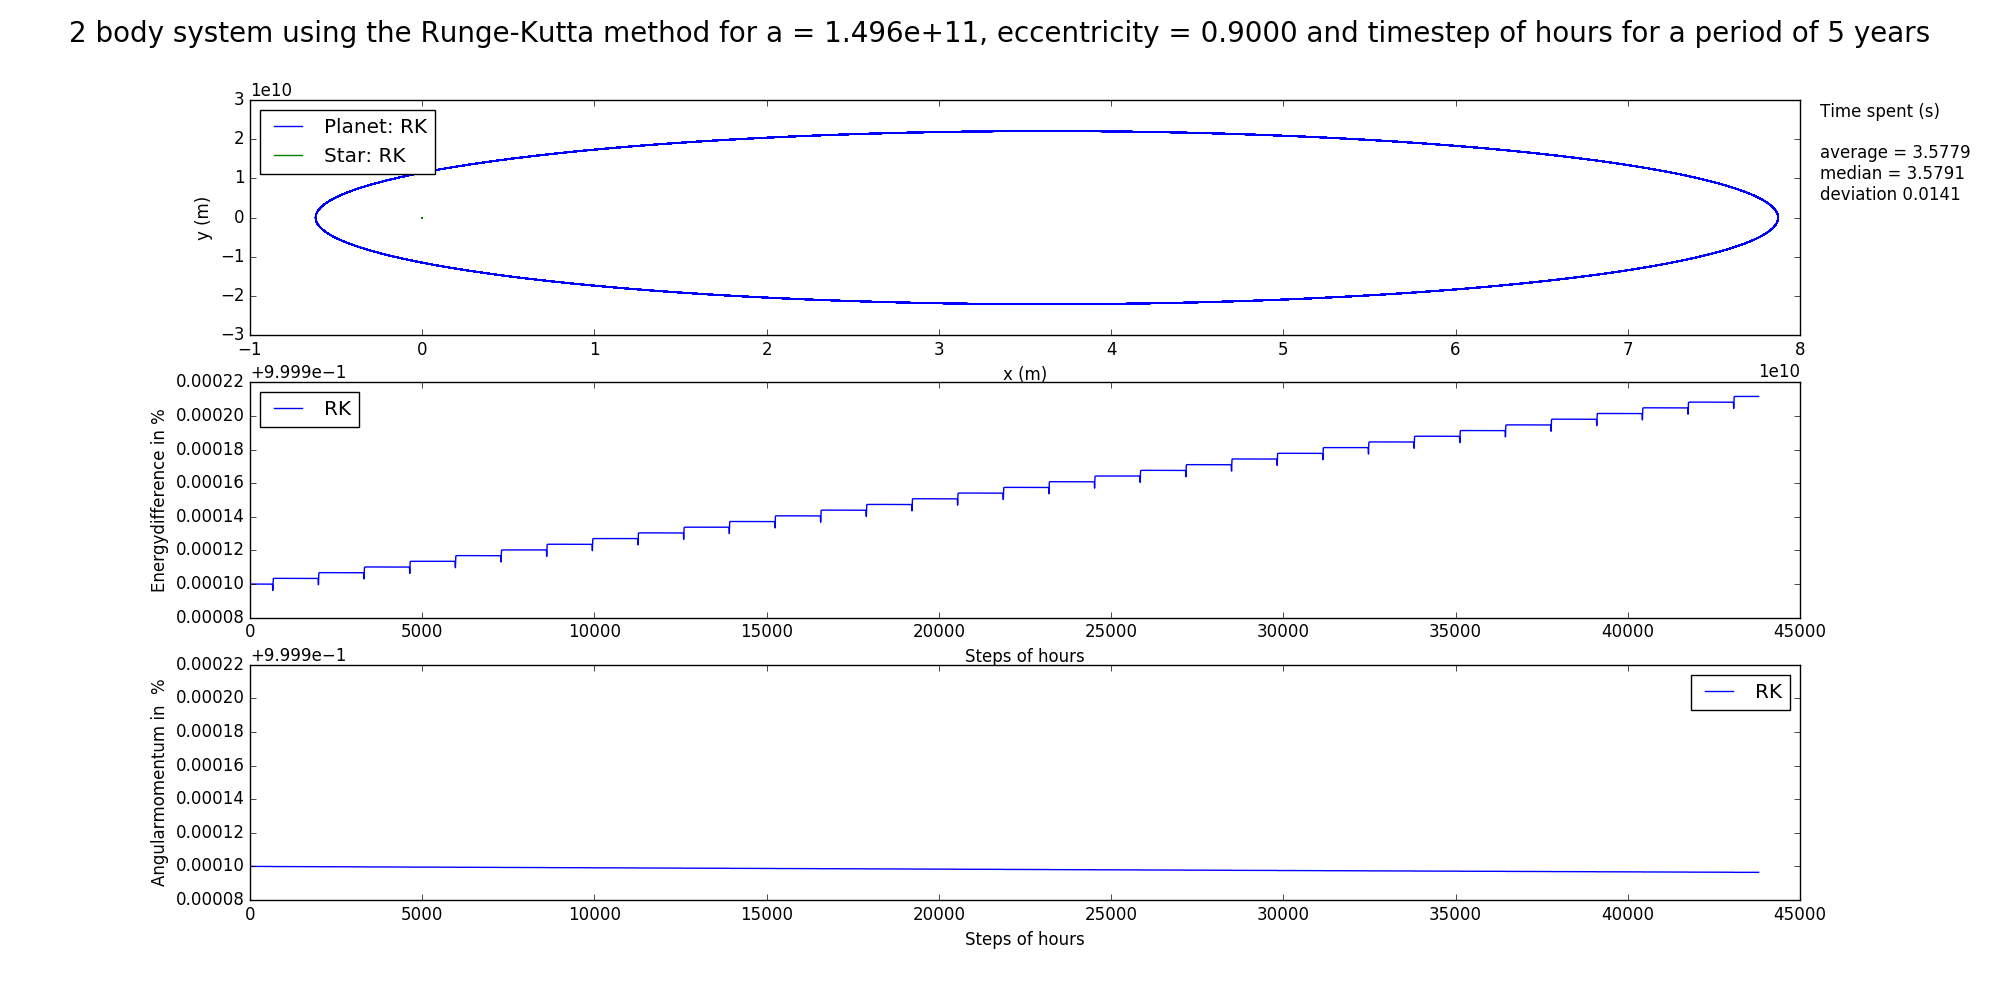 2 body system using the Runge-Kutta method for a = 1.496e+11, eccentricity = 0.9000 and timestep of hours for a period of 5 years
1e10
3
2
1
0
−1
−2
−3
y (m)
Planet: RK
Star: RK
−1 0 1 2 3 4 5 6 7 8
x (m)
1e10
Time spent (s)
average = 3.5779
median = 3.5791
deviation 0.0141
+9.999e−1
0.00022
0.00020
0.00018
0.00016
0.00014
0.00012
0.00010
0.00008
Energydifference in %
RK
0 5000 10000 15000 20000 25000 30000 35000 40000 45000
Steps of hours
+9.999e−1
0.00022
0.00020
0.00018
0.00016
0.00014
0.00012
0.00010
0.00008
Angularmomentum in %
RK
0 5000 10000 15000 20000 25000 30000 35000 40000 45000
Steps of hours